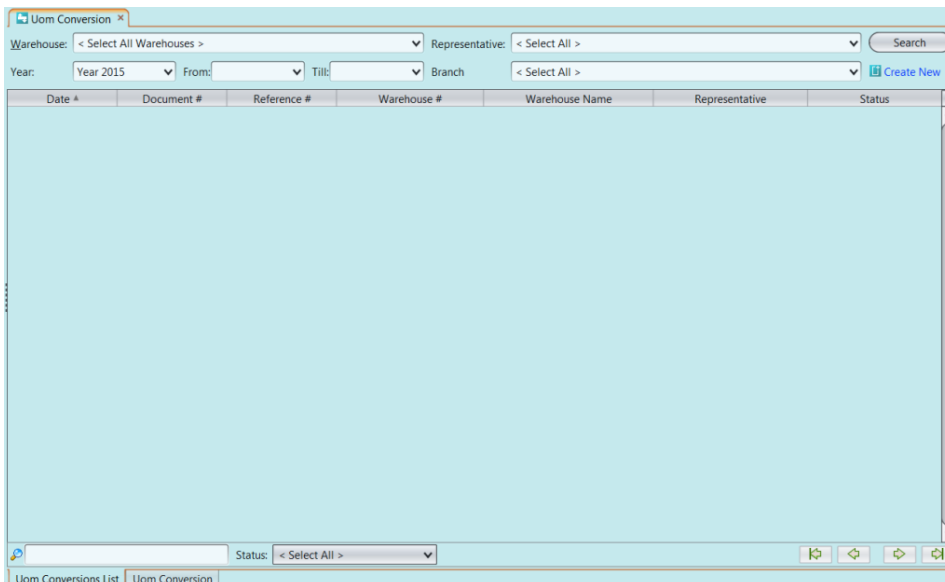 Uom Conversion
Warehouse: < Select All Warehouses > Representative: < Select All > Search
Year: Year 2015 From: Till: Branch < Select All > Create New
Date Document # Reference # Warehouse # Warehouse Name Representative Status
Status: < Select All >
Uom Conversions List Uom Conversion